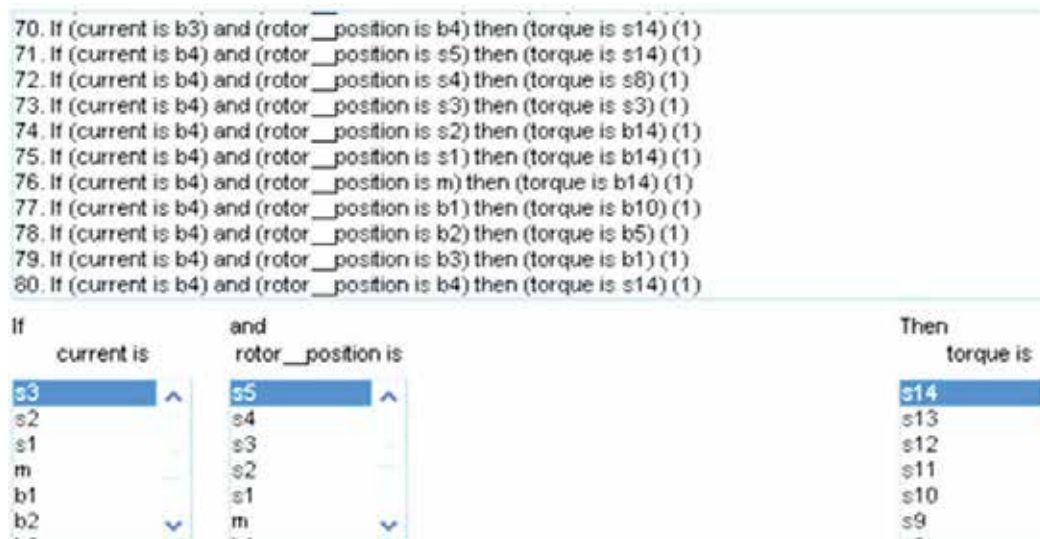 70. If (current is b3) and (rotor__position is b4) then (torque is s14) (1)
71. If (current is b4) and (rotor__position is s5) then (torque is s14) (1)
72. If (current is b4) and (rotor__position is s4) then (torque is s8) (1)
73. If (current is b4) and (rotor__position is s3) then (torque is s3) (1)
74. If (current is b4) and (rotor__position is s2) then (torque is b14) (1)
75. If (current is b4) and (rotor__position is s1) then (torque is b14) (1)
76. If (current is b4) and (rotor__position is m) then (torque is b14) (1)
77. If (current is b4) and (rotor__position is b1) then (torque is b10) (1)
78. If (current is b4) and (rotor__position is b2) then (torque is b5) (1)
79. If (current is b4) and (rotor__position is b3) then (torque is b1) (1)
80. If (current is b4) and (rotor__position is b4) then (torque is s14) (1)
If and Then
current is rotor__position is torque is
s3 s5 s14
s2 s4 s13
s1 s3 s12
m s2 s11
b1 s1 s10
b2 m s9